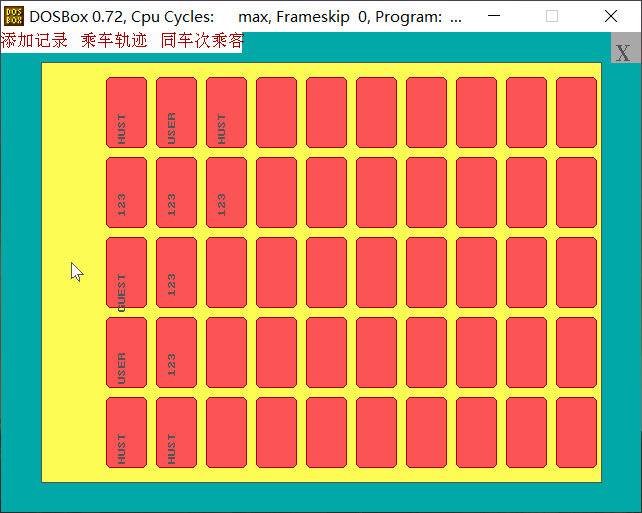 DOSBox 0.72, Cpu Cycles: max, Frameskip 0, Program: ...
添加记录 乘车轨迹 同车次乘客
X
HUST USER HUST
123 123 123
GUEST 123
USER 123
HUST HUST